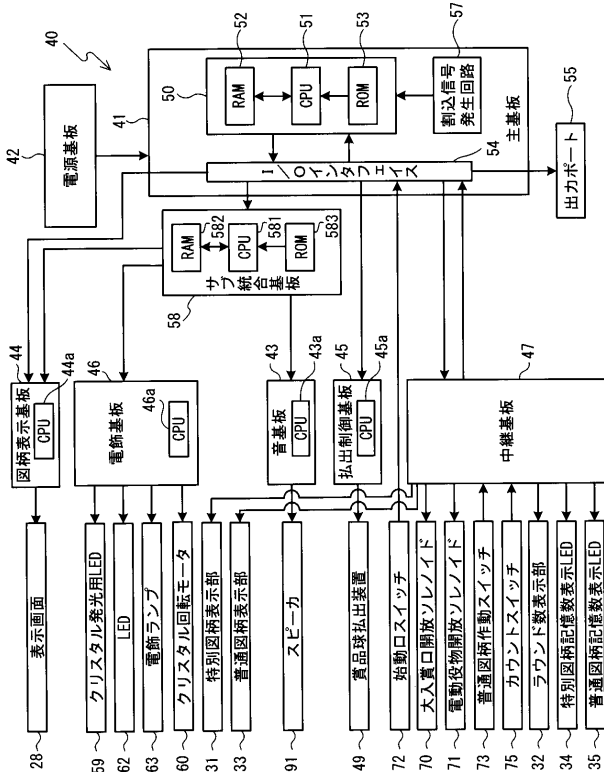 40
42
電源基板
41
50
52
RAM
51
CPU
53
ROM
57
割込信号
発生回路
主基板
54
I/Oインタフェイス
55
出力ポート
582
RAM
581
CPU
583
ROM
サブ統合基板
58
44
図柄表示基板
44a
CPU
46
電飾基板
46a
CPU
43
音基板
43a
CPU
45
払出制御基板
45a
CPU
47
中継基板
表示画面
28
クリスタル発光用LED
59
LED
62
電飾ランプ
63
クリスタル回転モータ
60
特別図柄表示部
31
普通図柄表示部
33
スピーカ
91
賞品球払出装置
49
始動口スイッチ
72
大入賞口開放ソレノイド
70
電動役物開放ソレノイド
71
普通図柄作動スイッチ
73
カウントスイッチ
75
ラウンド数表示部
32
特別図柄記憶数表示LED
34
普通図柄記憶数表示LED
35